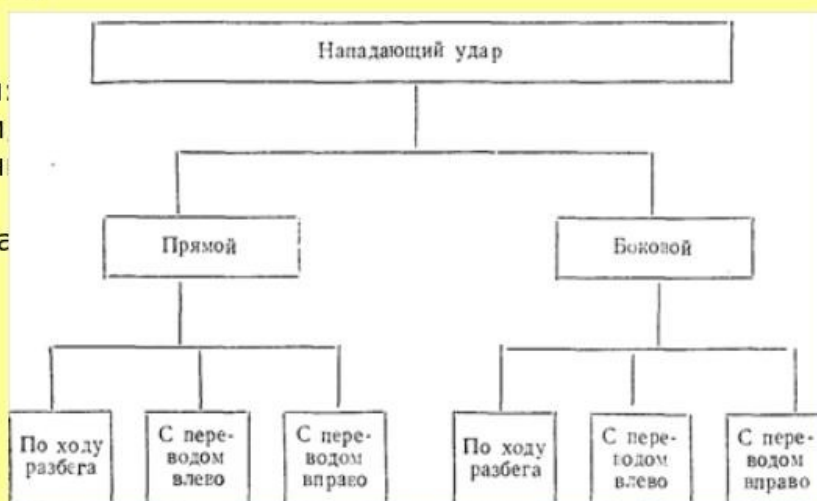 Нападающий удар
Прямой
Боковой
По ходу
разбега
С пере-
водом
влево
С пере-
водом
вправо
По ходу
разбега
С пере-
водом
влево
С пере-
водом
вправо